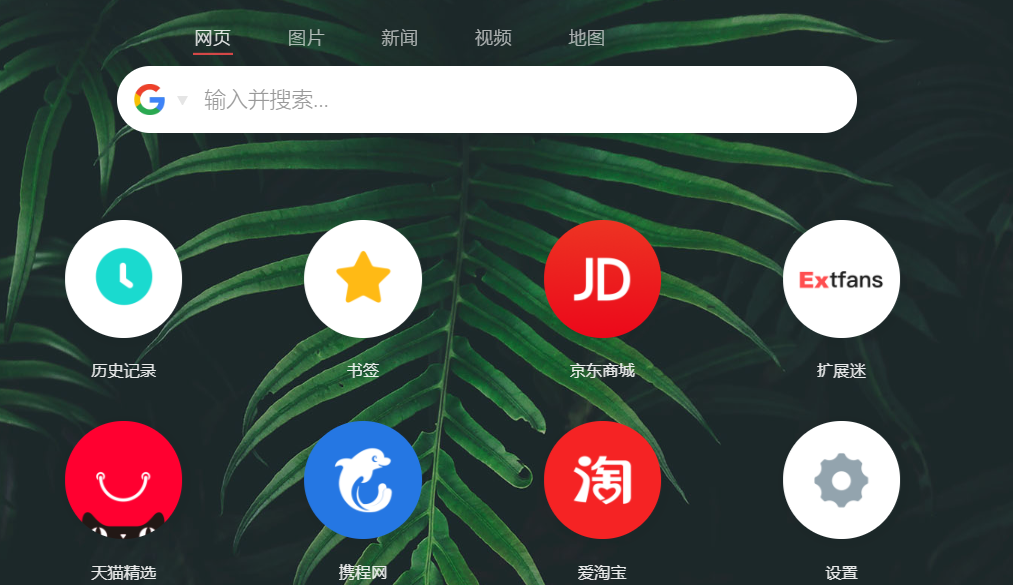 网页 图片 新闻 视频 地图
输入并搜索...
JD Extfans
历史记录 书签 京东商城 扩展迷
淘
天猫精选 携程网 爱淘宝 设置